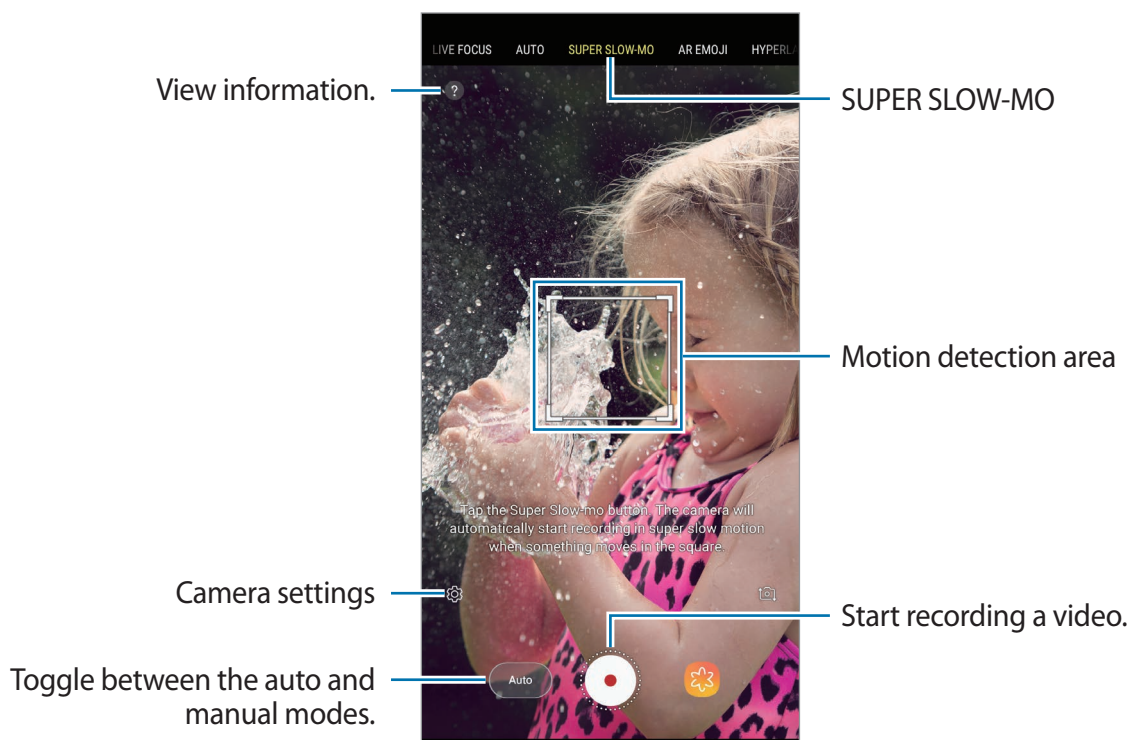 LIVE FOCUS AUTO SUPER SLOW-MO AR EMOJI HYPERLA
View information.
?
SUPER SLOW-MO
Motion detection area
Tap the Super Slow-mo button. The camera will
automatically start recording in super slow motion
when something moves in the square.
Camera settings
Start recording a video.
Toggle between the auto and
manual modes.
Auto